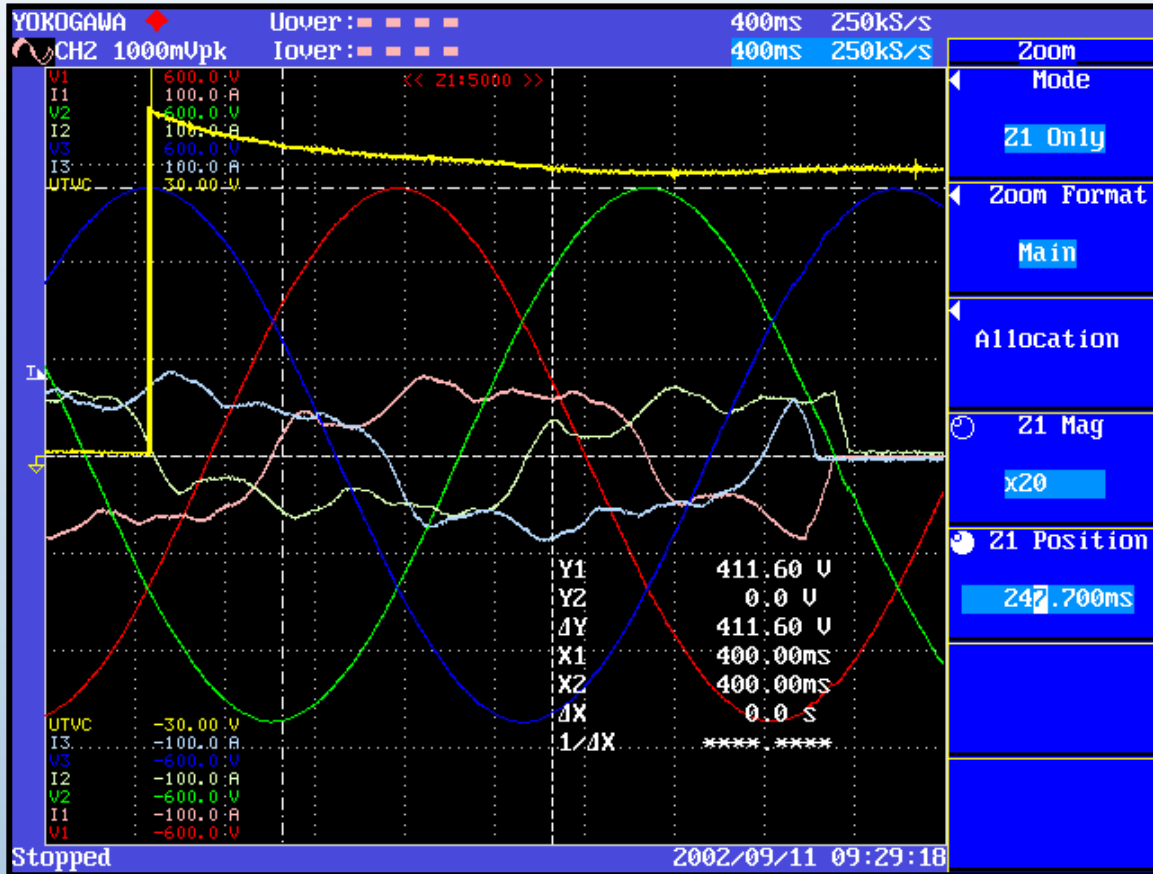 YOKOGAWA Uover: 400ms 250kS/s
CH2 1000mVpk Iover: 400ms 250kS/s
<< Z1:5000 >>
V1 600.0 V
I1 100.0 A
V2 600.0 V
I2 100.0 A
V3 600.0 V
I3 100.0 A
UTVC 30.00 V
T
Y1 411.60 V
Y2 0.0 V
ΔY 411.60 V
X1 400.00ms
X2 400.00ms
ΔX 0.0 s
1/ΔX ****.****
UTVC -30.00 V
I3 -100.0 A
V3 -600.0 V
I2 -100.0 A
V2 -600.0 V
I1 -100.0 A
V1 -600.0 V
Stopped 2002/09/11 09:29:18
Zoom
Mode
Z1 Only
Zoom Format
Main
Allocation
Z1 Mag
x20
Z1 Position
247.700ms